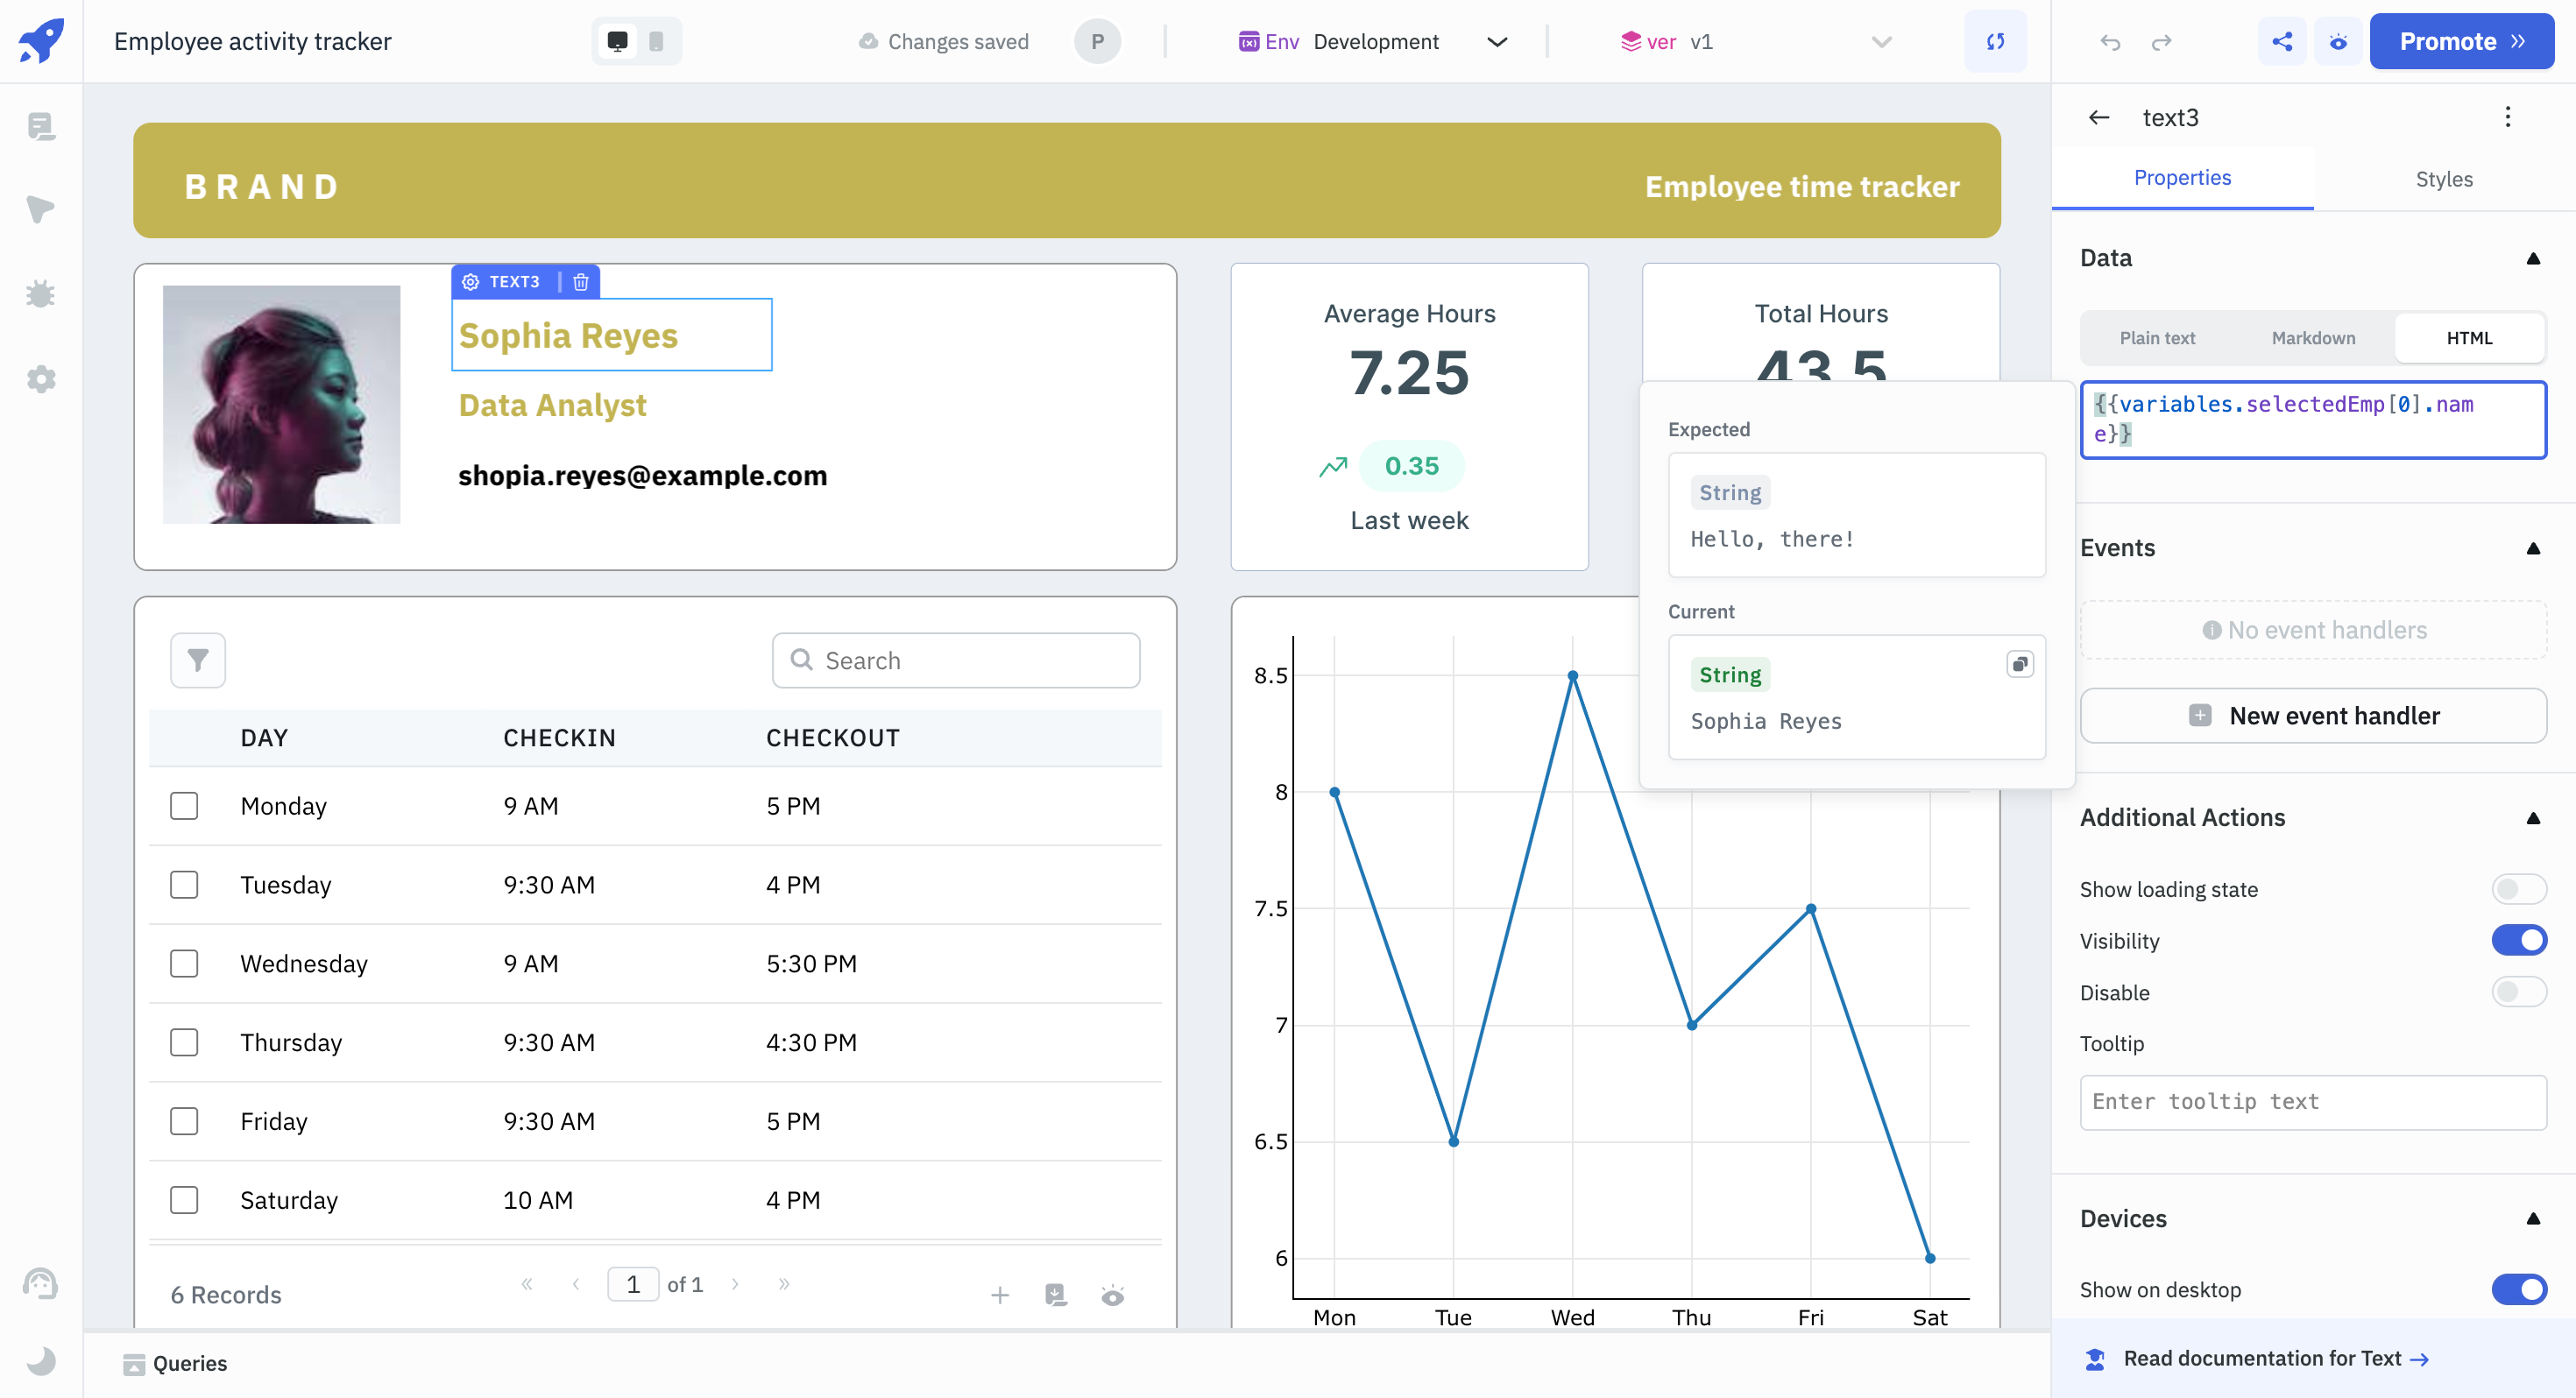 Employee activity tracker
Changes saved
P
Env Development
ver v1
Promote
BRAND
Employee time tracker
TEXT3
Sophia Reyes
Data Analyst
shopia.reyes@example.com
Average Hours
7.25
0.35
Last week
Total Hours
43.5
Search
DAY CHECKIN CHECKOUT
Monday 9 AM 5 PM
Tuesday 9:30 AM 4 PM
Wednesday 9 AM 5:30 PM
Thursday 9:30 AM 4:30 PM
Friday 9:30 AM 5 PM
Saturday 10 AM 4 PM
6 Records
« ‹ 1 of 1 › »
8.5
8
7.5
7
6.5
6
Mon Tue Wed Thu Fri Sat
Expected
String
Hello, there!
Current
String
Sophia Reyes
text3
Properties Styles
Data
Plain text Markdown HTML
{{variables.selectedEmp[0].nam
e}}
Events
No event handlers
New event handler
Additional Actions
Show loading state
Visibility
Disable
Tooltip
Enter tooltip text
Devices
Show on desktop
Read documentation for Text →
Queries